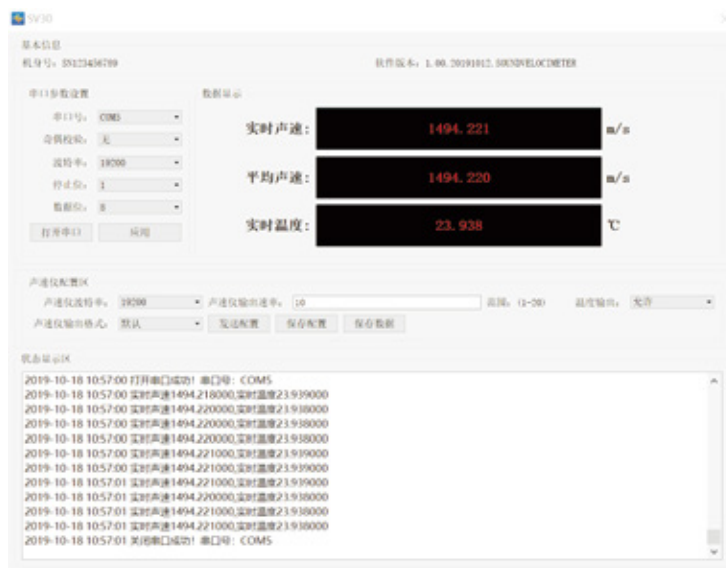 SV30
基本信息
机身号: SN123456789 软件版本: 1.00.20191012.SOUNDVELOCIMETER
串口参数设置 数据显示
串口号: COM5
奇偶校验: 无
波特率: 19200
停止位: 1
数据位: 8
打开串口 应用
实时声速: 1494.221 m/s
平均声速: 1494.220 m/s
实时温度: 23.938 ℃
声速仪配置区
声速仪波特率: 19200 声速仪输出速率: 10 范围: (1-20) 温度输出: 允许
声速仪输出格式: 默认 发送配置 保存配置 保存数据
状态显示区
2019-10-18 10:57:00 打开串口成功! 串口号: COM5
2019-10-18 10:57:00 实时声速1494.218000,实时温度23.939000
2019-10-18 10:57:00 实时声速1494.220000,实时温度23.938000
2019-10-18 10:57:00 实时声速1494.220000,实时温度23.938000
2019-10-18 10:57:00 实时声速1494.220000,实时温度23.938000
2019-10-18 10:57:00 实时声速1494.221000,实时温度23.939000
2019-10-18 10:57:00 实时声速1494.221000,实时温度23.939000
2019-10-18 10:57:01 实时声速1494.221000,实时温度23.938000
2019-10-18 10:57:01 实时声速1494.220000,实时温度23.938000
2019-10-18 10:57:01 实时声速1494.221000,实时温度23.938000
2019-10-18 10:57:01 实时声速1494.221000,实时温度23.938000
2019-10-18 10:57:01 关闭串口成功! 串口号: COM5